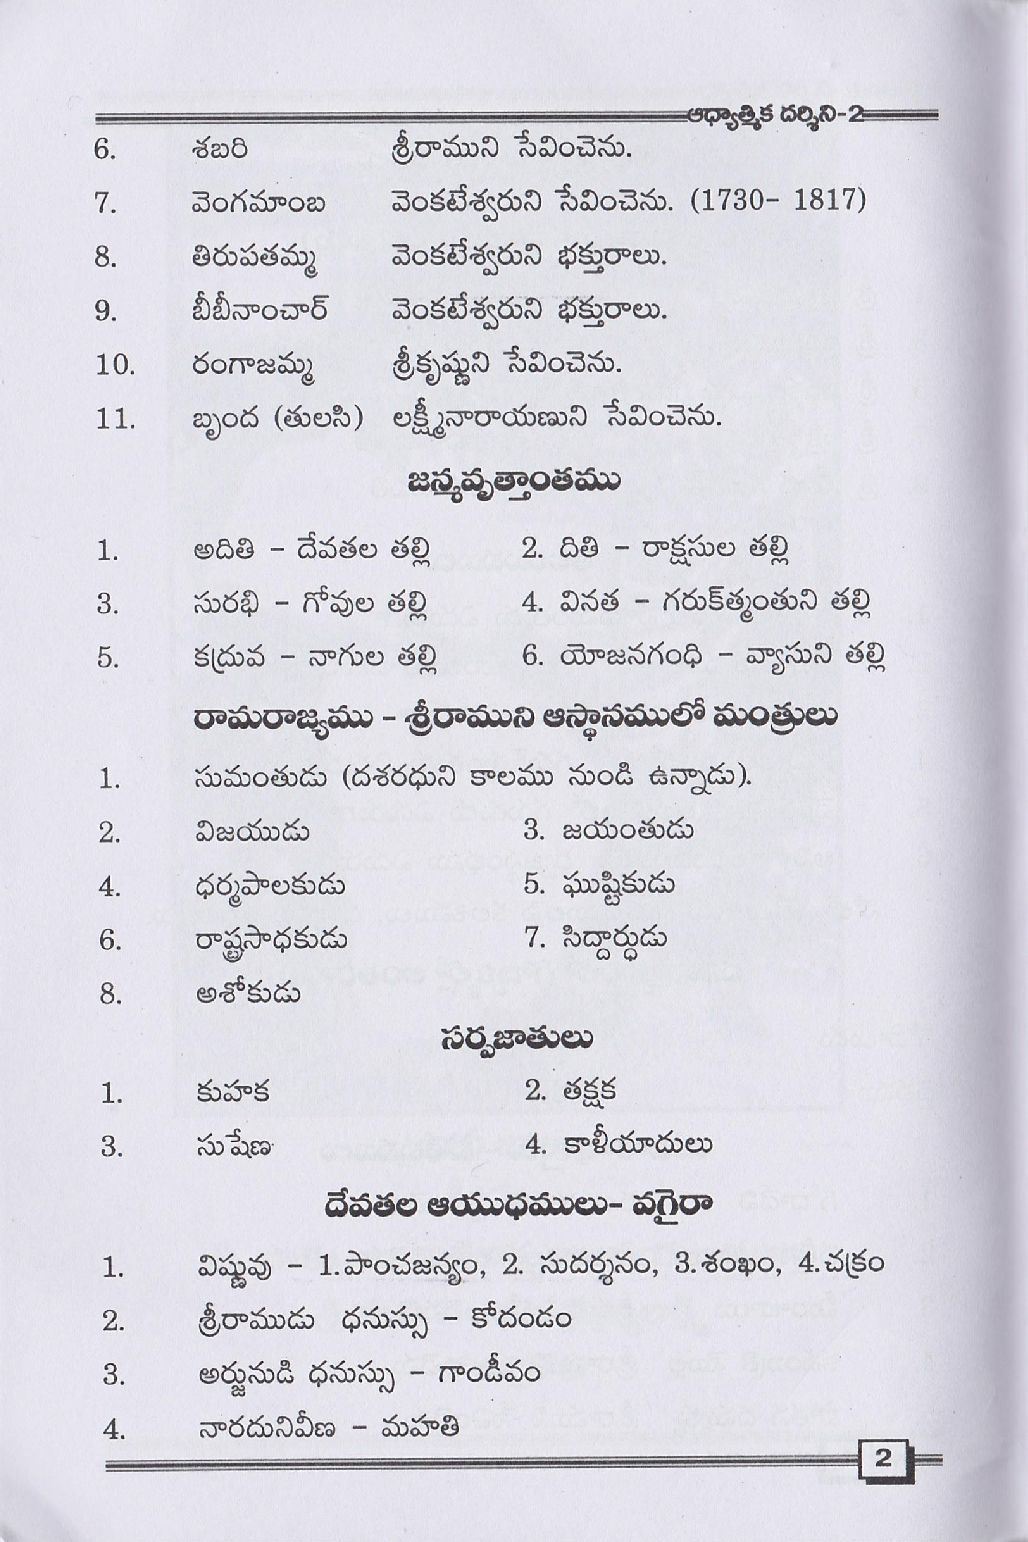 ఆధ్యాత్మిక దర్శిని-2
6. శబరి శ్రీరాముని సేవించెను.
7. వెంగమాంబ వెంకటేశ్వరుని సేవించెను. (1730- 1817)
8. తిరుపతమ్మ వెంకటేశ్వరుని భక్తురాలు.
9. బీబీనాంచార్ వెంకటేశ్వరుని భక్తురాలు.
10. రంగాజమ్మ శ్రీకృష్ణుని సేవించెను.
11. బృంద (తులసి) లక్ష్మీనారాయణుని సేవించెను.
జన్మవృత్తాంతము
1. అదితి - దేవతల తల్లి 2. దితి - రాక్షసుల తల్లి
3. సురభి - గోవుల తల్లి 4. వినత - గరుక్త్మంతుని తల్లి
5. కద్రువ - నాగుల తల్లి 6. యోజనగంధి - వ్యాసుని తల్లి
రామరాజ్యము - శ్రీరాముని ఆస్థానములో మంత్రులు
1. సుమంతుడు (దశరధుని కాలము నుండి ఉన్నాడు).
2. విజయుడు 3. జయంతుడు
4. ధర్మపాలకుడు 5. ఘుష్టికుడు
6. రాష్ట్రసాధకుడు 7. సిద్దార్ధుడు
8. అశోకుడు
సర్పజాతులు
1. కుహక 2. తక్షక
3. సుషేణ 4. కాళీయాదులు
దేవతల ఆయుధములు- వగైరా
1. విష్ణువు - 1.పాంచజన్యం, 2. సుదర్శనం, 3.శంఖం, 4.చక్రం
2. శ్రీరాముడు ధనుస్సు - కోదండం
3. అర్జునుడి ధనుస్సు - గాండీవం
4. నారదునివీణ - మహతి
2